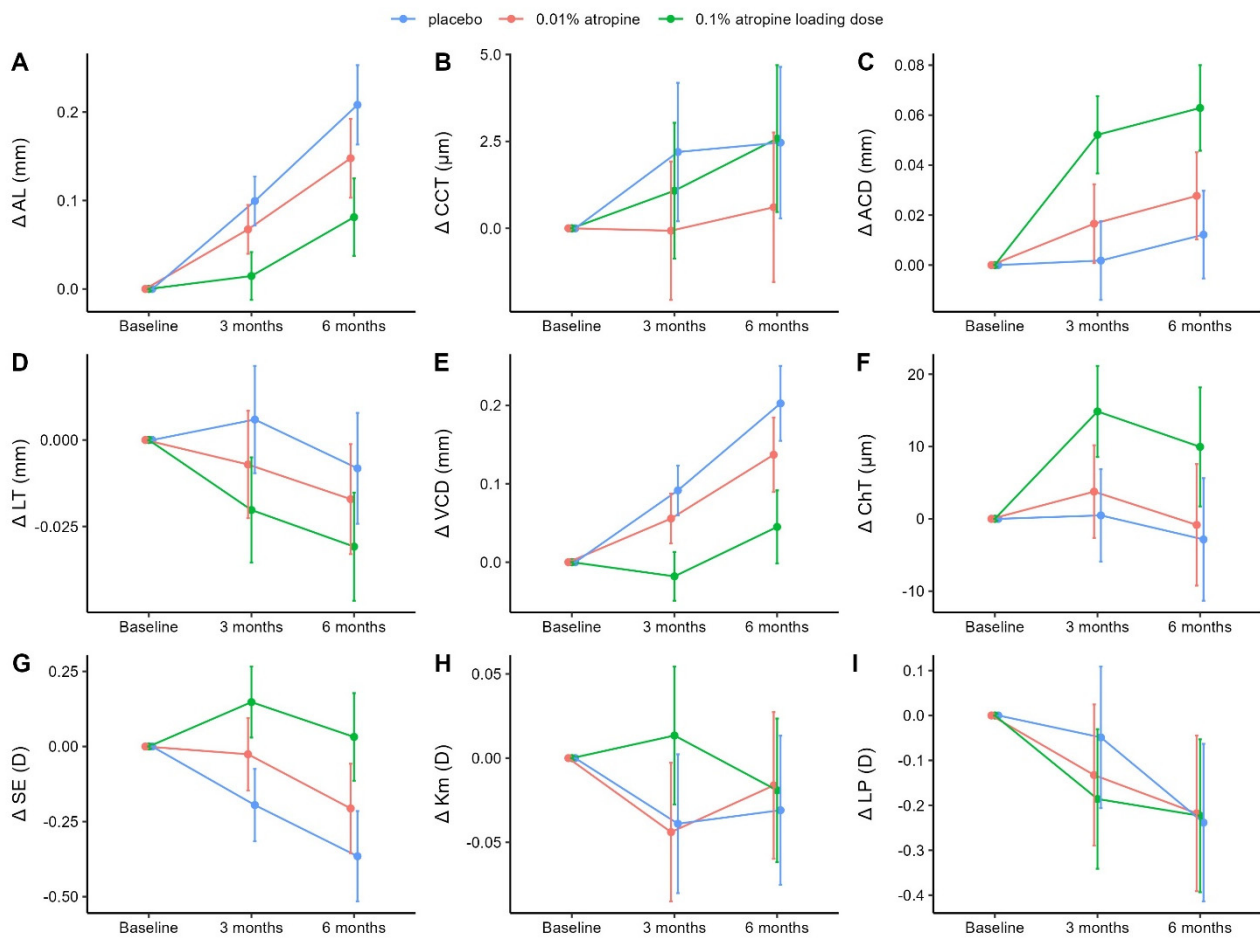 placebo 0.01% atropine 0.1% atropine loading dose
A B C
Δ AL (mm)
0.2
0.1
0.0
Baseline 3 months 6 months
Δ CCT (μm)
5.0
2.5
0.0
Baseline 3 months 6 months
Δ ACD (mm)
0.08
0.06
0.04
0.02
0.00
Baseline 3 months 6 months
D E F
Δ LT (mm)
0.000
-0.025
Baseline 3 months 6 months
Δ VCD (mm)
0.2
0.1
0.0
Baseline 3 months 6 months
Δ ChT (μm)
20
10
0
-10
Baseline 3 months 6 months
G H I
Δ SE (D)
0.25
0.00
-0.25
-0.50
Baseline 3 months 6 months
Δ Km (D)
0.05
0.00
-0.05
Baseline 3 months 6 months
Δ LP (D)
0.1
0.0
-0.1
-0.2
-0.3
-0.4
Baseline 3 months 6 months